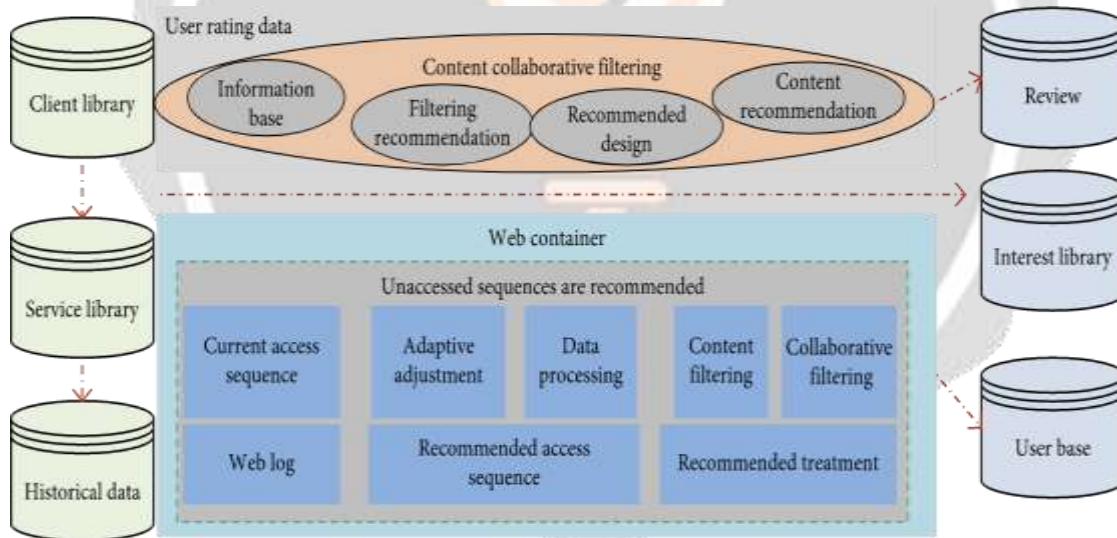 User rating data
Content collaborative filtering
Client library
Information
base
Filtering
recommendation
Recommended
design
Content
recommendation
Review
Web container
Unaccessed sequences are recommended
Service library
Interest library
Current access
sequence
Adaptive
adjustment
Data
processing
Content
filtering
Collaborative
filtering
Historical data
Web log
Recommended access
sequence
Recommended treatment
User base